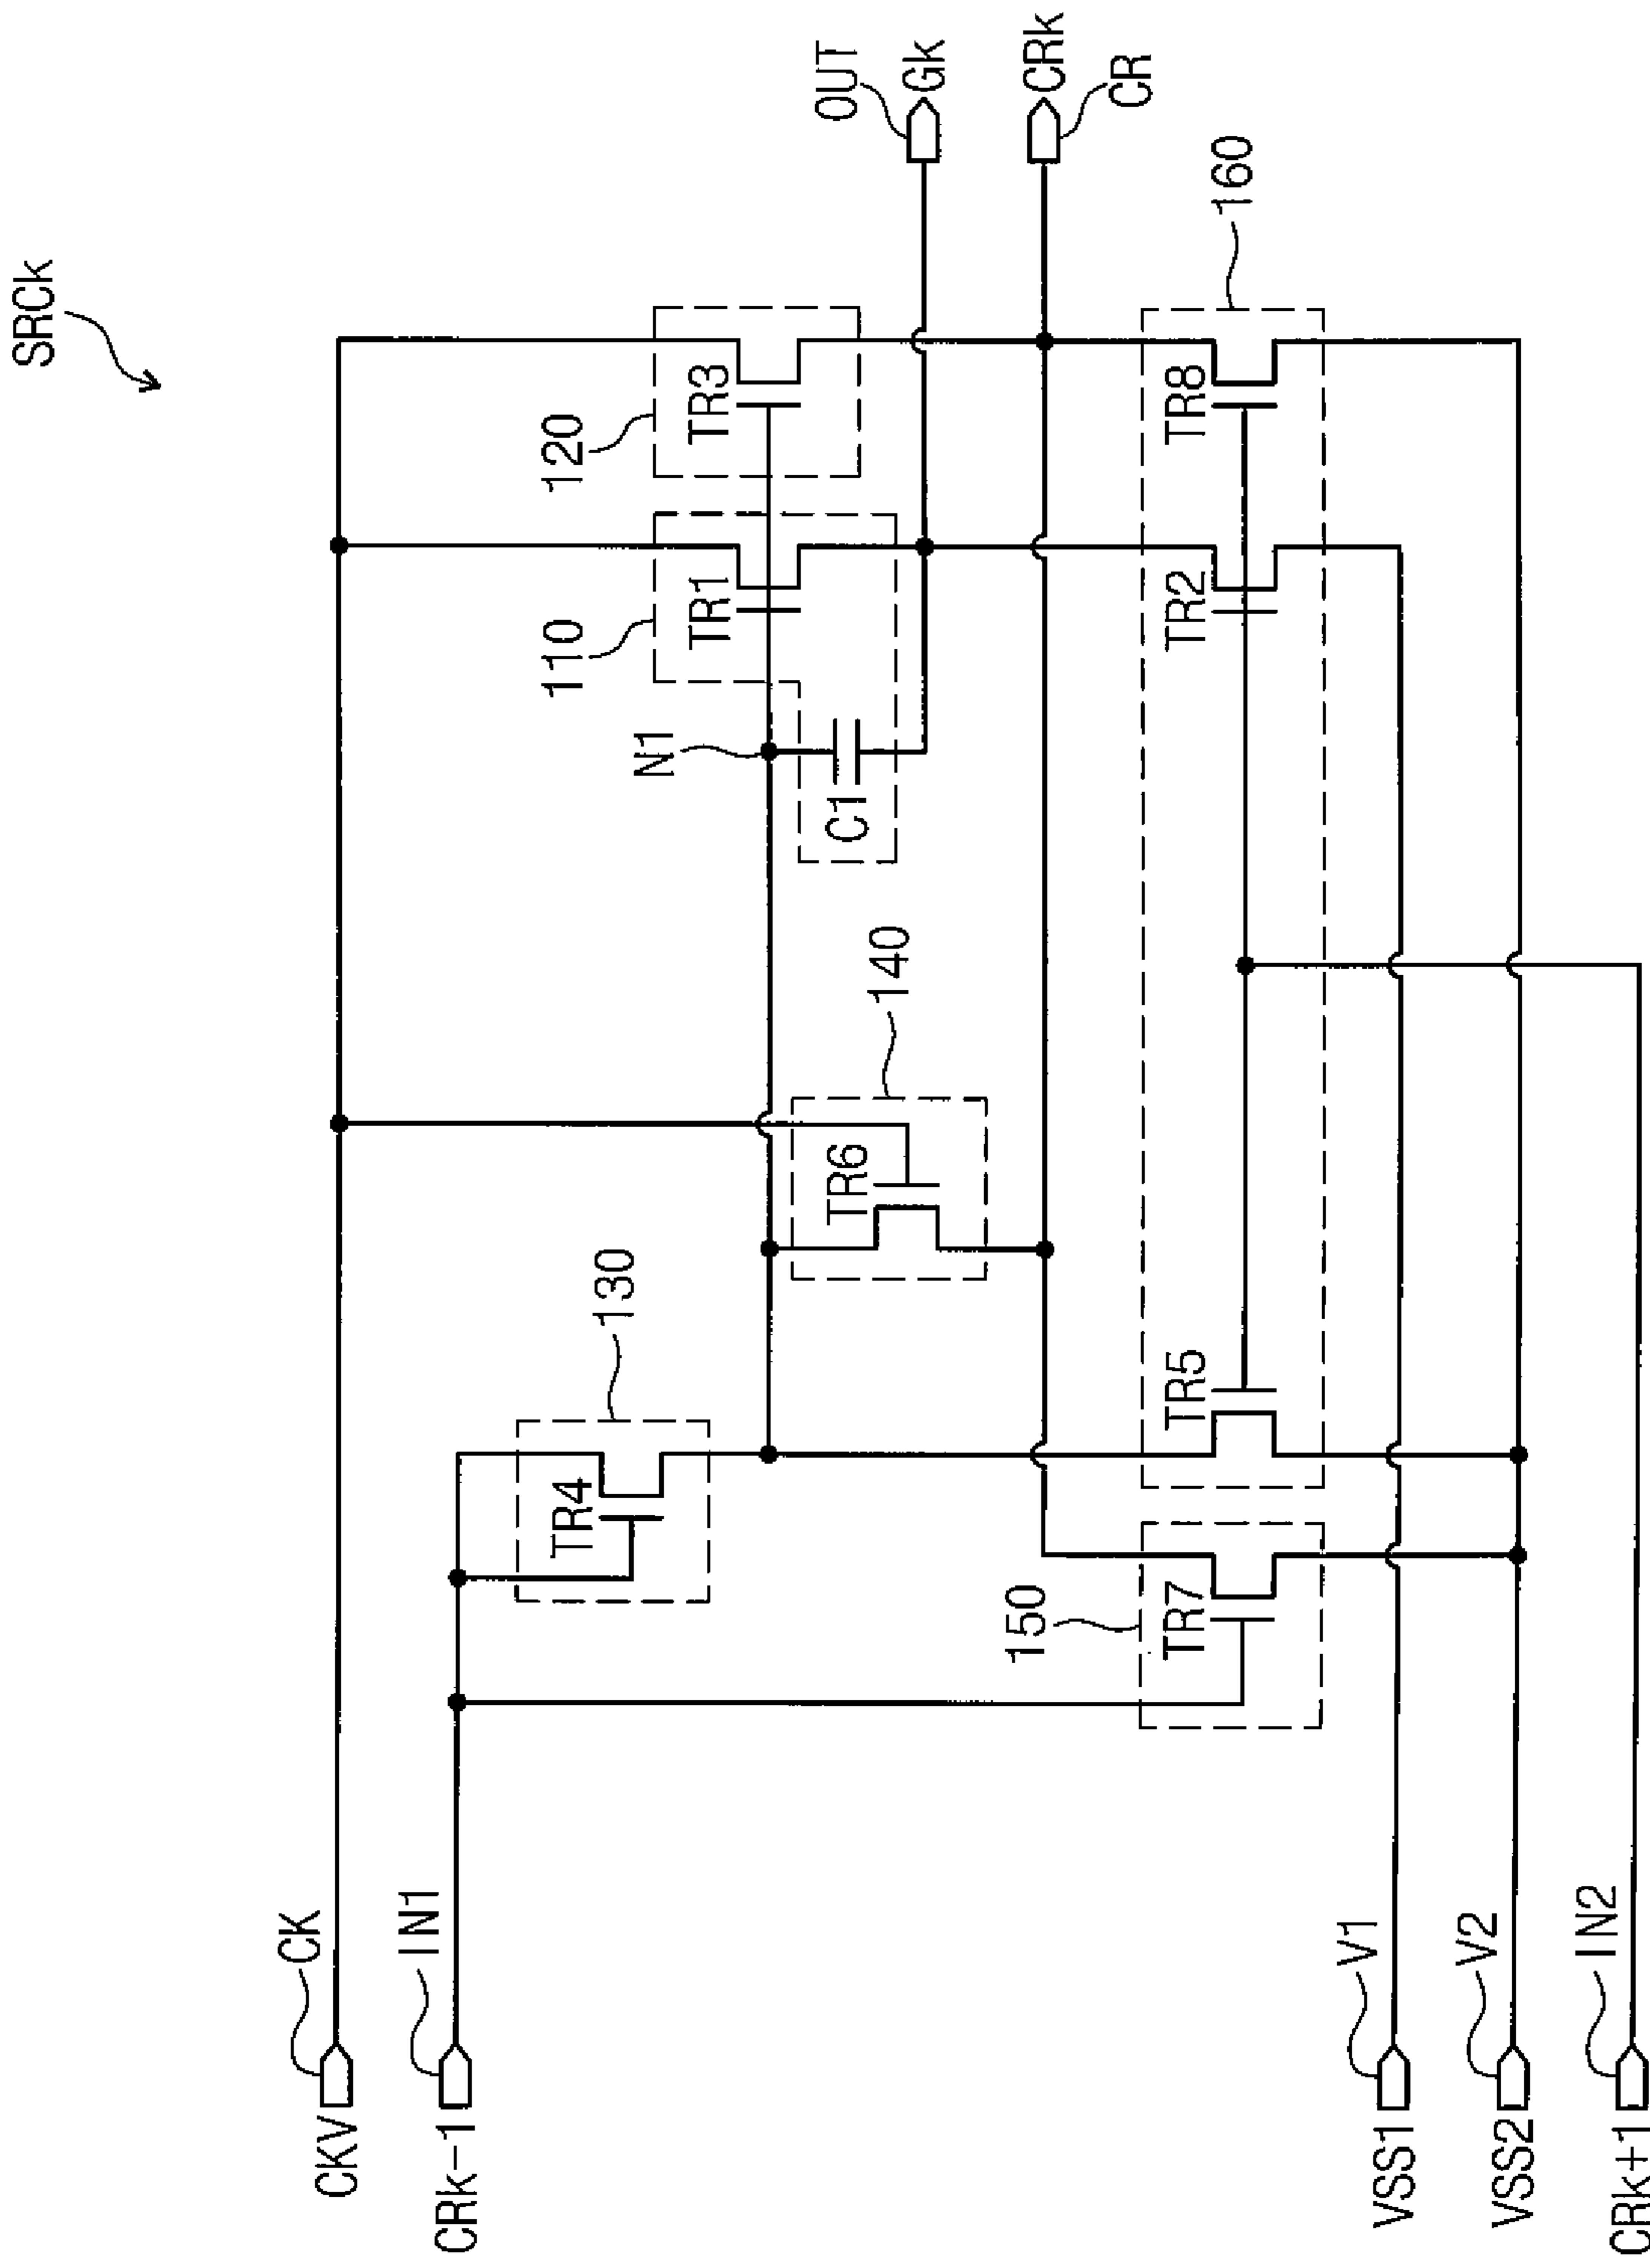 SRCk
CKV
CK
CRk-1
IN1
VSS1
V1
VSS2
V2
CRk+1
IN2
130
TR4
150
TR7
140
TR6
TR5
N1
C1
110
TR1
120
TR3
TR2
TR8
160
OUT
Gk
CRk
CR